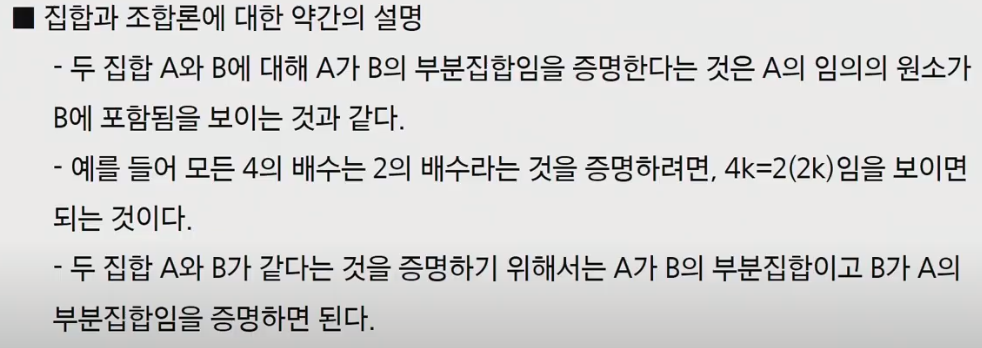 ■ 집합과 조합론에 대한 약간의 설명
- 두 집합 A와 B에 대해 A가 B의 부분집합임을 증명한다는 것은 A의 임의의 원소가
B에 포함됨을 보이는 것과 같다.
- 예를 들어 모든 4의 배수는 2의 배수라는 것을 증명하려면, 4k=2(2k)임을 보이면
되는 것이다.
- 두 집합 A와 B가 같다는 것을 증명하기 위해서는 A가 B의 부분집합이고 B가 A의
부분집합임을 증명하면 된다.